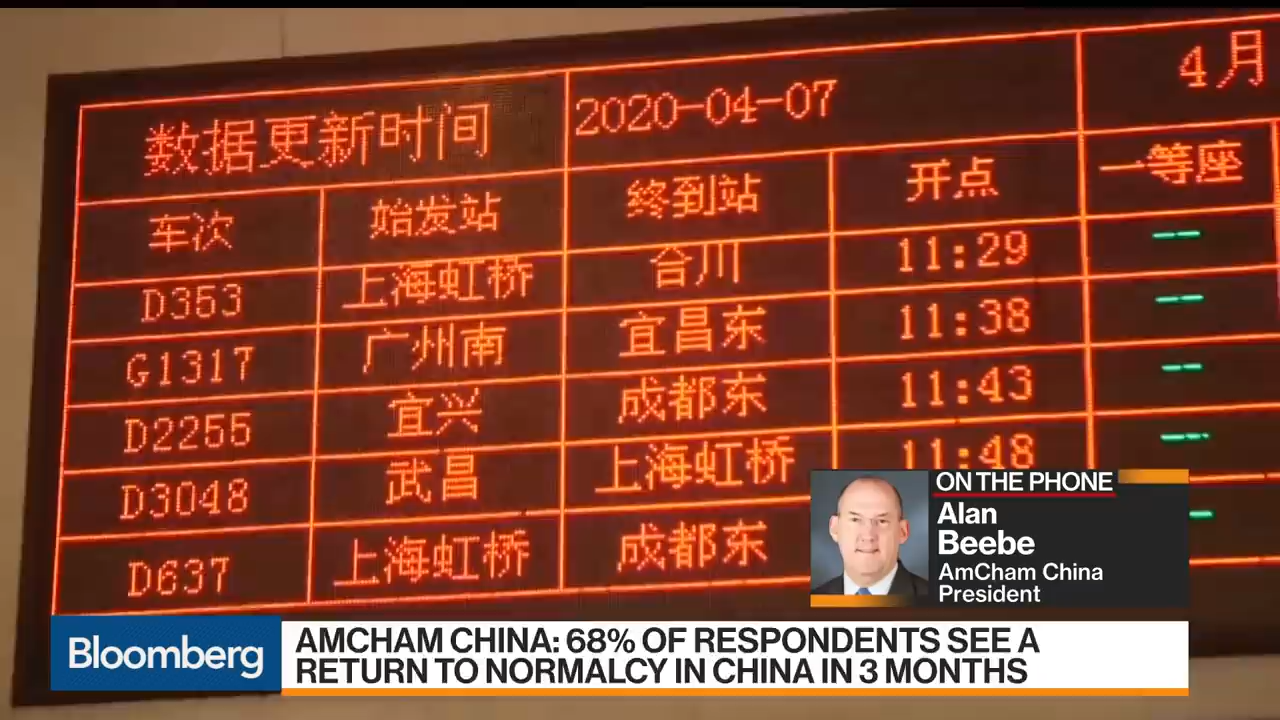 数据更新时间 2020-04-07 4月
车次 始发站 终到站 开点 一等座
D353 上海虹桥 合川 11:29 --
G1317 广州南 宜昌东 11:38 --
D2255 宜兴 成都东 11:43 --
D3048 武昌 上海虹桥 11:48 --
D637 上海虹桥 成都东 --
ON THE PHONE
Alan
Beebe
AmCham China
President
Bloomberg
AMCHAM CHINA: 68% OF RESPONDENTS SEE A
RETURN TO NORMALCY IN CHINA IN 3 MONTHS